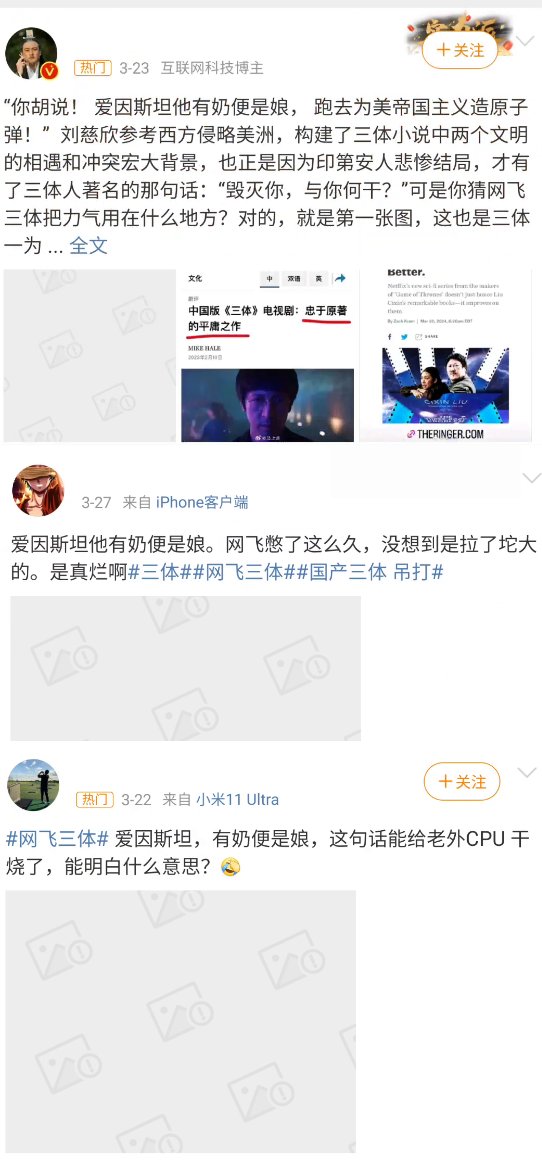 热门 3-23 互联网科技博主
＋关注
“你胡说！ 爱因斯坦他有奶便是娘， 跑去为美帝国主义造原子
弹！” 刘慈欣参考西方侵略美洲，构建了三体小说中两个文明
的相遇和冲突宏大背景，也正是因为印第安人悲惨结局，才有
了三体人著名的那句话：“毁灭你，与你何干？”可是你猜网飞
三体把力气用在什么地方？对的，就是第一张图，这也是三体
一为 ... 全文
文化 中 双语 英
剧评
中国版《三体》电视剧：忠于原著
的平庸之作
MIKE HALE
2023年2月10日
Better.
Netflix's new sci-fi series from the makers
of 'Game of Thrones' doesn't just honor Liu
Cixin's remarkable books—it improves on
them
SHARE
CIXIN LIU
THERINGER.COM
3-27 来自 iPhone客户端
爱因斯坦他有奶便是娘。网飞憋了这么久，没想到是拉了坨大
的。是真烂啊#三体##网飞三体##国产三体 吊打#
＋关注
热门 3-22 来自 小米11 Ultra
#网飞三体# 爱因斯坦，有奶便是娘，这句话能给老外CPU 干
烧了，能明白什么意思？